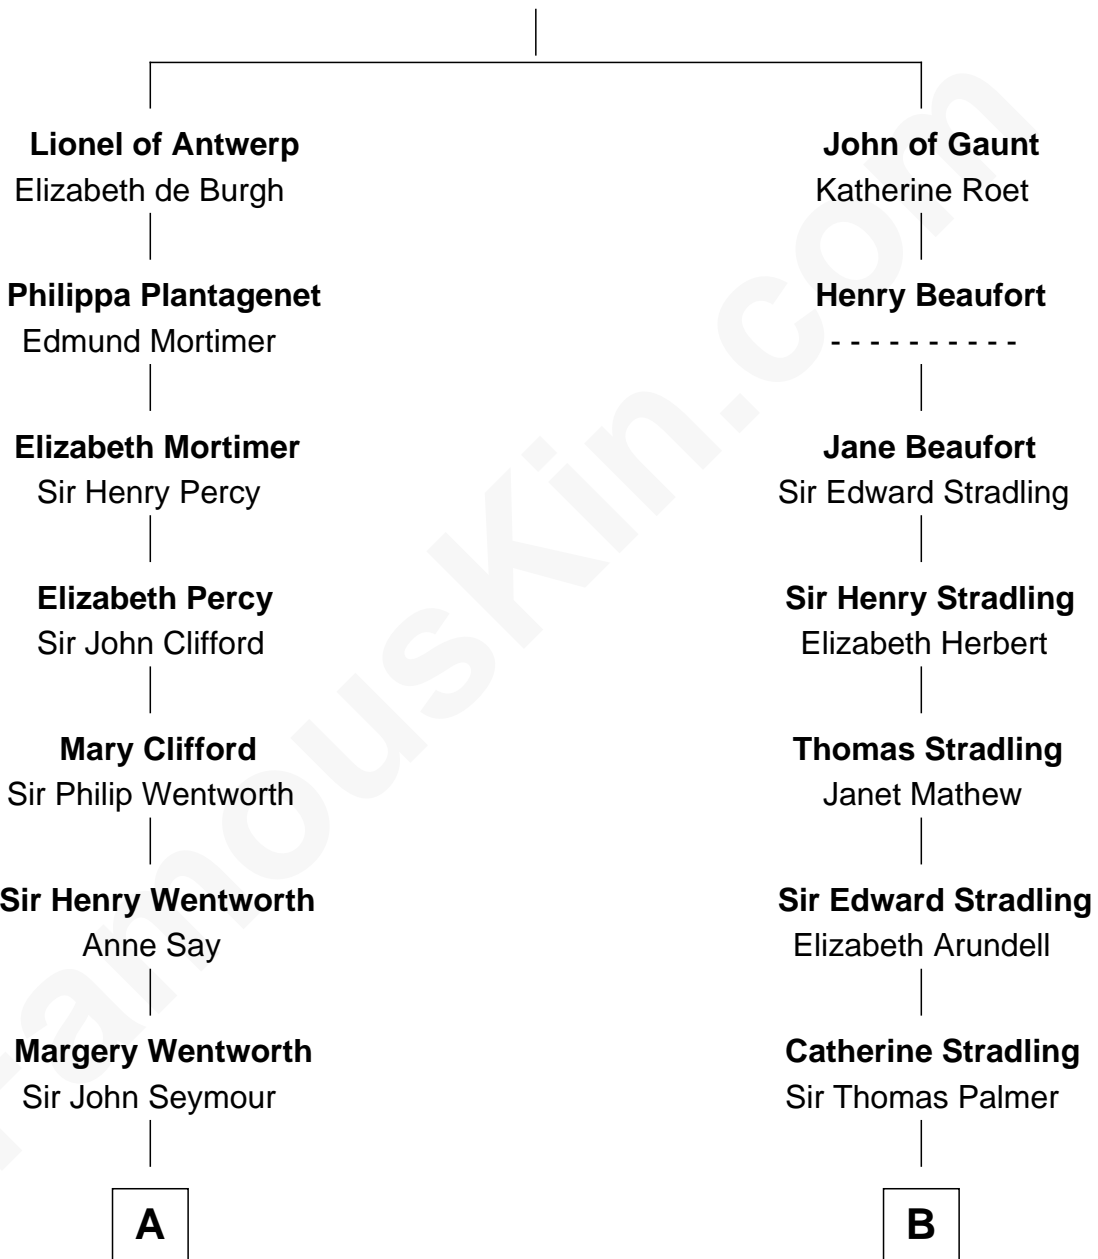 Lionel of Antwerp
Elizabeth de Burgh
Philippa Plantagenet
Edmund Mortimer
Elizabeth Mortimer
Sir Henry Percy
Elizabeth Percy
Sir John Clifford
Mary Clifford
Sir Philip Wentworth
Sir Henry Wentworth
Anne Say
Margery Wentworth
Sir John Seymour
A
John of Gaunt
Katherine Roet
Henry Beaufort
- - - - - - - - - -
Jane Beaufort
Sir Edward Stradling
Sir Henry Stradling
Elizabeth Herbert
Thomas Stradling
Janet Mathew
Sir Edward Stradling
Elizabeth Arundell
Catherine Stradling
Sir Thomas Palmer
B
FamousKin.com